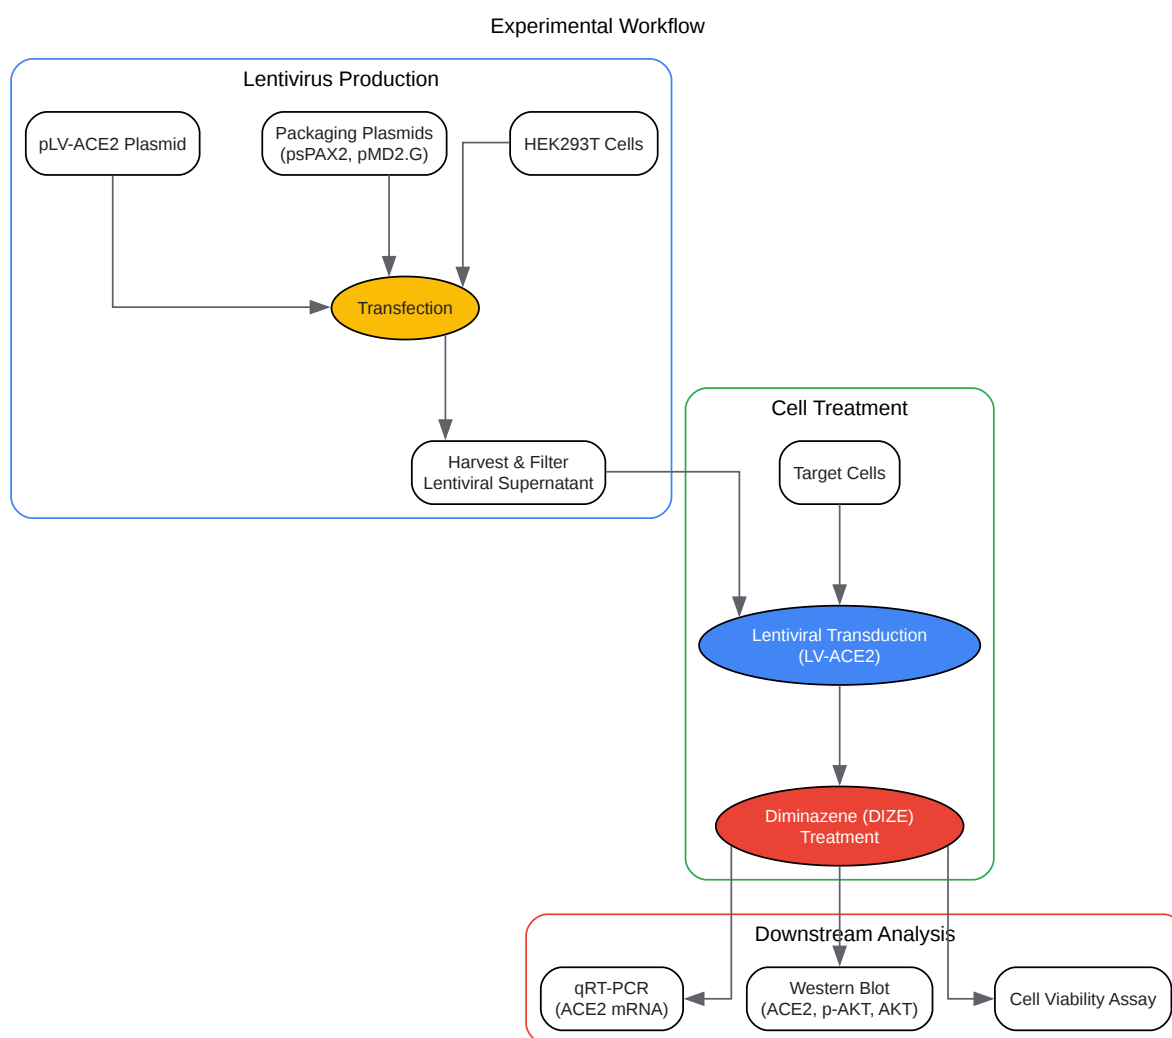 Experimental Workflow
Lentivirus Production
pLV-ACE2 Plasmid
Packaging Plasmids
(psPAX2, pMD2.G)
HEK293T Cells
Transfection
Harvest & Filter
Lentiviral Supernatant
Cell Treatment
Target Cells
Lentiviral Transduction
(LV-ACE2)
Diminazene (DIZE)
Treatment
Downstream Analysis
qRT-PCR
(ACE2 mRNA)
Western Blot
(ACE2, p-AKT, AKT)
Cell Viability Assay